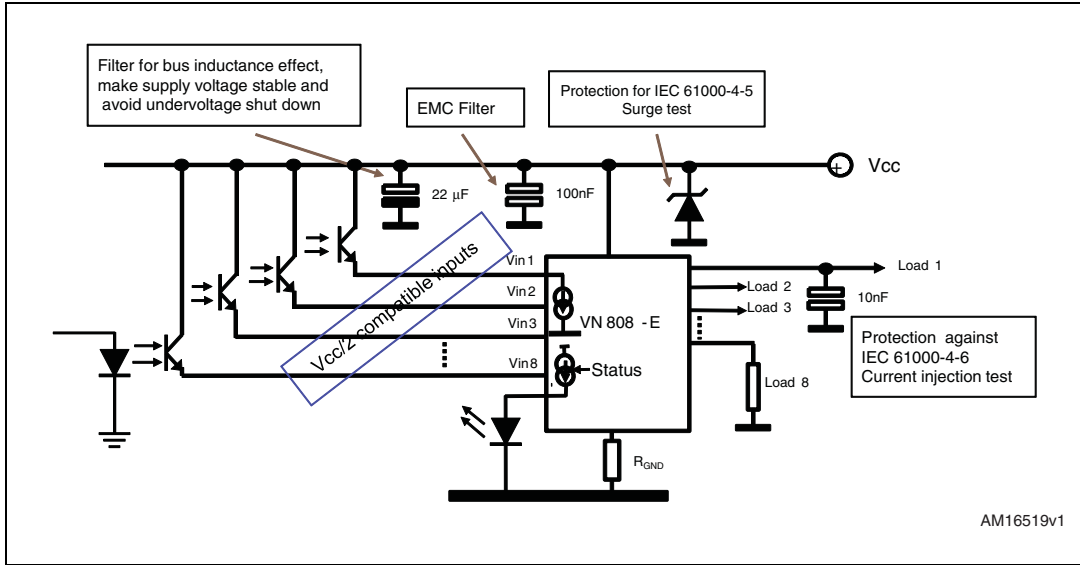 Filter for bus inductance effect,
make supply voltage stable and
avoid undervoltage shut down
EMC Filter
Protection for IEC 61000-4-5
Surge test
Vcc
+
22 µF
100nF
Vcc/2 compatible inputs
Vin1
Vin2
Vin3
Vin8
VN808 -E
Status
Load 1
Load 2
Load 3
10nF
Load 8
Protection against
IEC 61000-4-6
Current injection test
RGND
AM16519v1